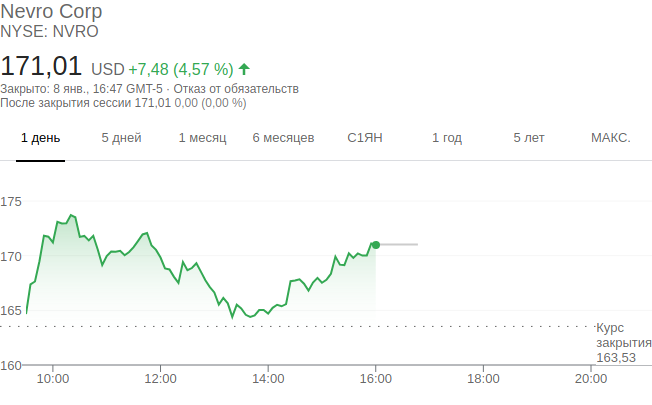 Nevro Corp
NYSE: NVRO
171,01 USD +7,48 (4,57 %)
Закрыто: 8 янв., 16:47 GMT-5 · Отказ от обязательств
После закрытия сессии 171,01 0,00 (0,00 %)
1 день 5 дней 1 месяц 6 месяцев С1ЯН 1 год 5 лет МАКС.
175
170
165
Курс
закрытия
163,53
160
10:00 12:00 14:00 16:00 18:00 20:00